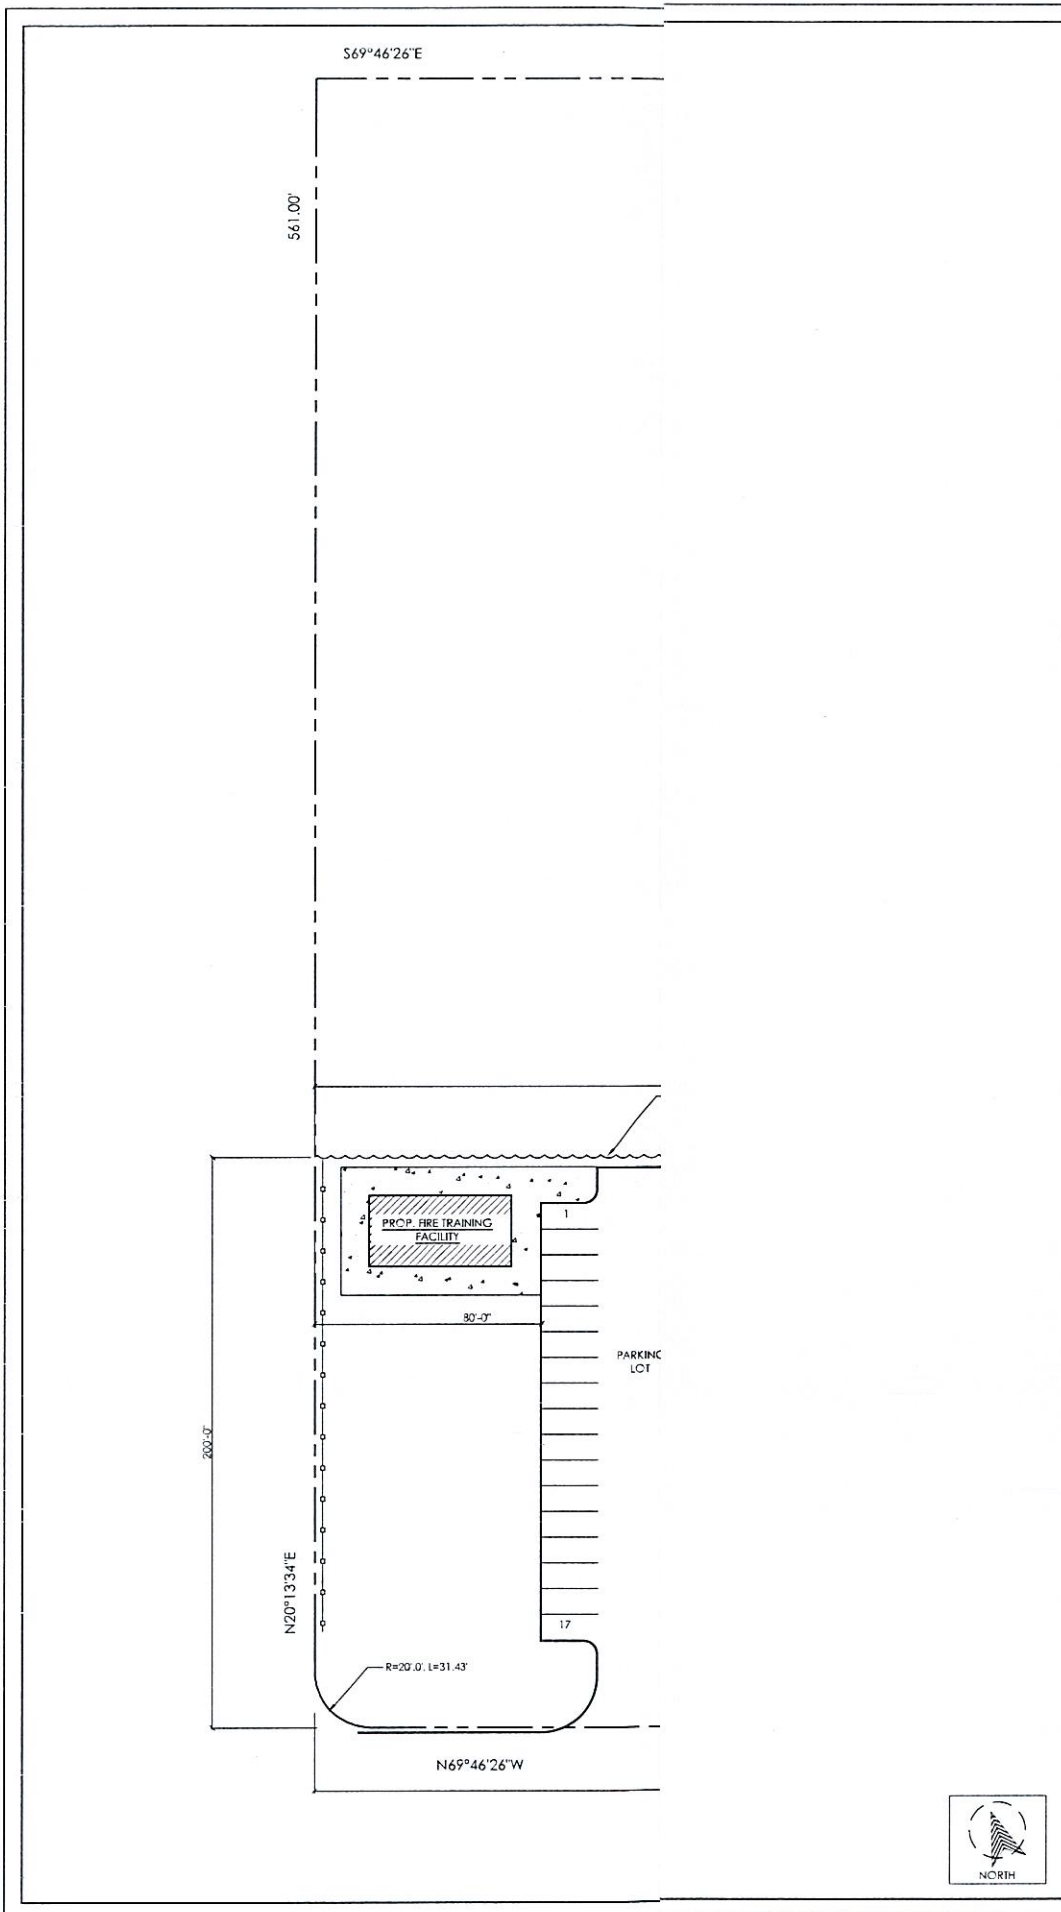 S69°46'26"E
561.00'
PROP. FIRE TRAINING
FACILITY
1
80'-0"
PARKING
LOT
200'-0"
N20°13'34"E
17
R=20'.0', L=31.43'
N69°46'26"W
NORTH